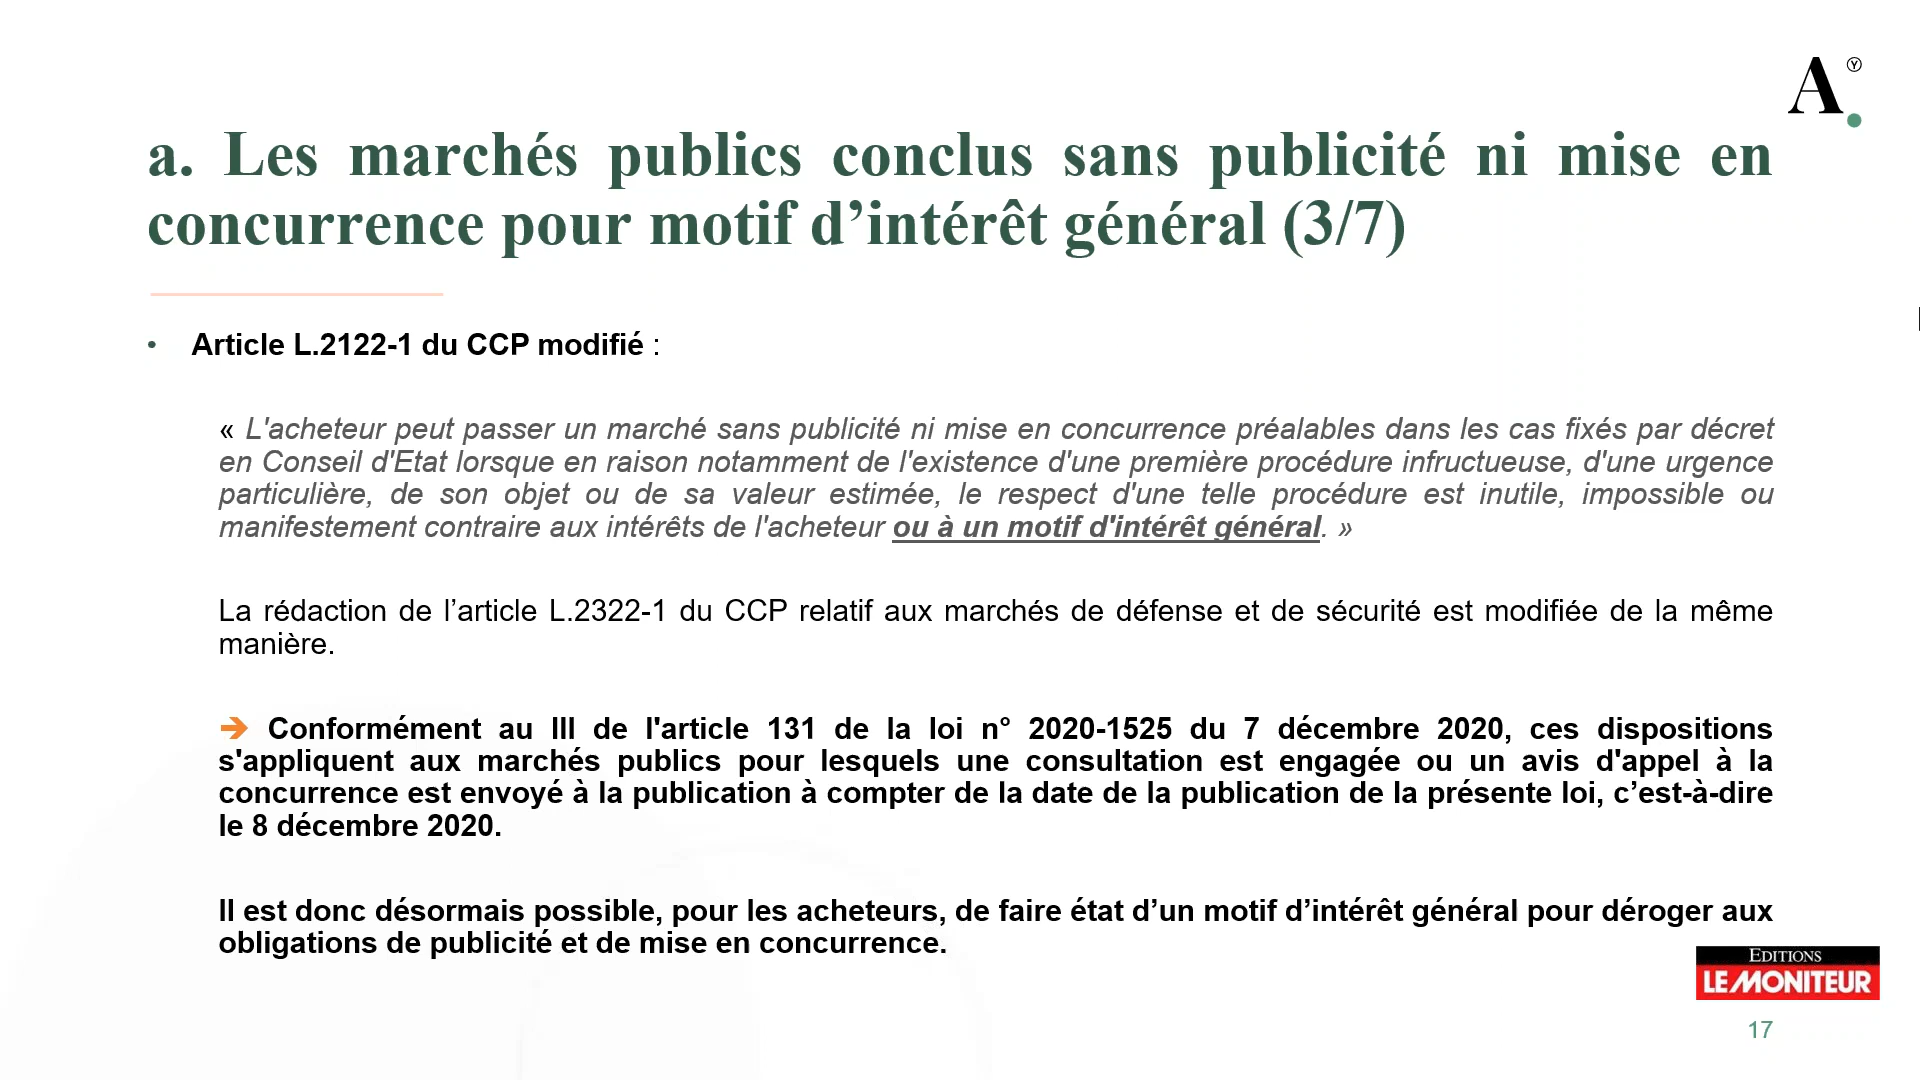 A
a. Les marchés publics conclus sans publicité ni mise en
concurrence pour motif d’intérêt général (3/7)
• Article L.2122-1 du CCP modifié :
« L'acheteur peut passer un marché sans publicité ni mise en concurrence préalables dans les cas fixés par décret
en Conseil d'Etat lorsque en raison notamment de l'existence d'une première procédure infructueuse, d'une urgence
particulière, de son objet ou de sa valeur estimée, le respect d'une telle procédure est inutile, impossible ou
manifestement contraire aux intérêts de l'acheteur ou à un motif d'intérêt général. »
La rédaction de l’article L.2322-1 du CCP relatif aux marchés de défense et de sécurité est modifiée de la même
manière.
➔ Conformément au III de l'article 131 de la loi n° 2020-1525 du 7 décembre 2020, ces dispositions
s'appliquent aux marchés publics pour lesquels une consultation est engagée ou un avis d'appel à la
concurrence est envoyé à la publication à compter de la date de la publication de la présente loi, c’est-à-dire
le 8 décembre 2020.
Il est donc désormais possible, pour les acheteurs, de faire état d’un motif d’intérêt général pour déroger aux
obligations de publicité et de mise en concurrence.
EDITIONS
LE MONITEUR
17